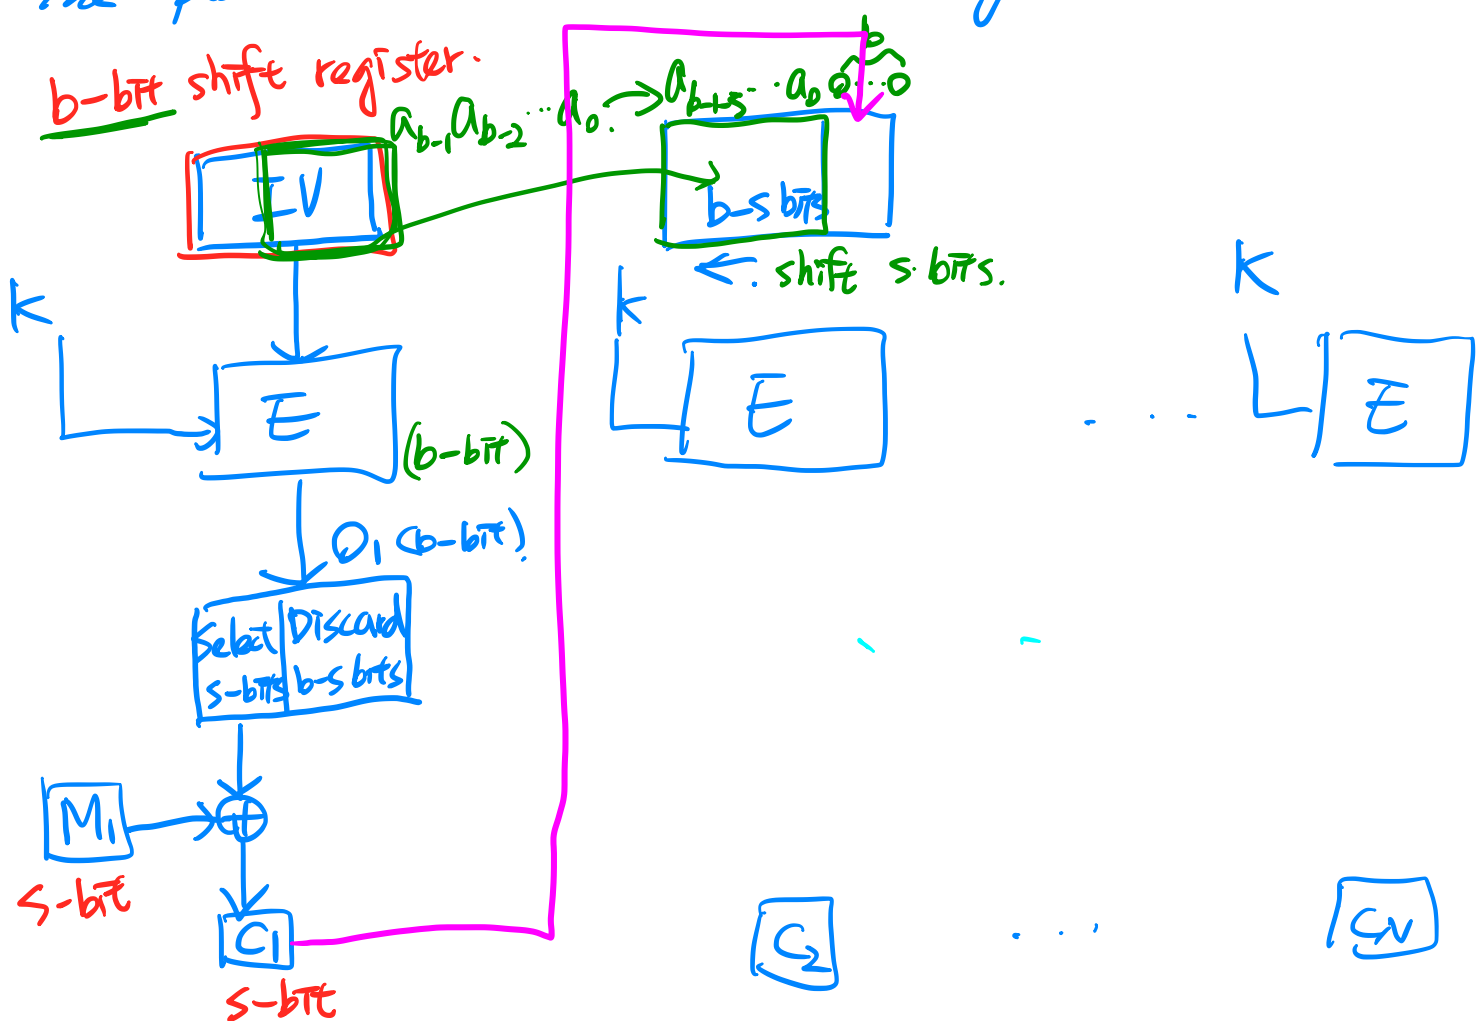 b-bit shift register.
a_{b-1}a_{b-2}...a_0. → a_{b-1-s}...a_0 0...0
b
IV
b-s bits
← shift s bits.
K
K
K
E
(b-bit)
E
. . .
E
O_1 (b-bit).
Select s-bits
Discard b-s bits
M_1
⊕
s-bit
C_1
s-bit
C_2
. . .
C_N